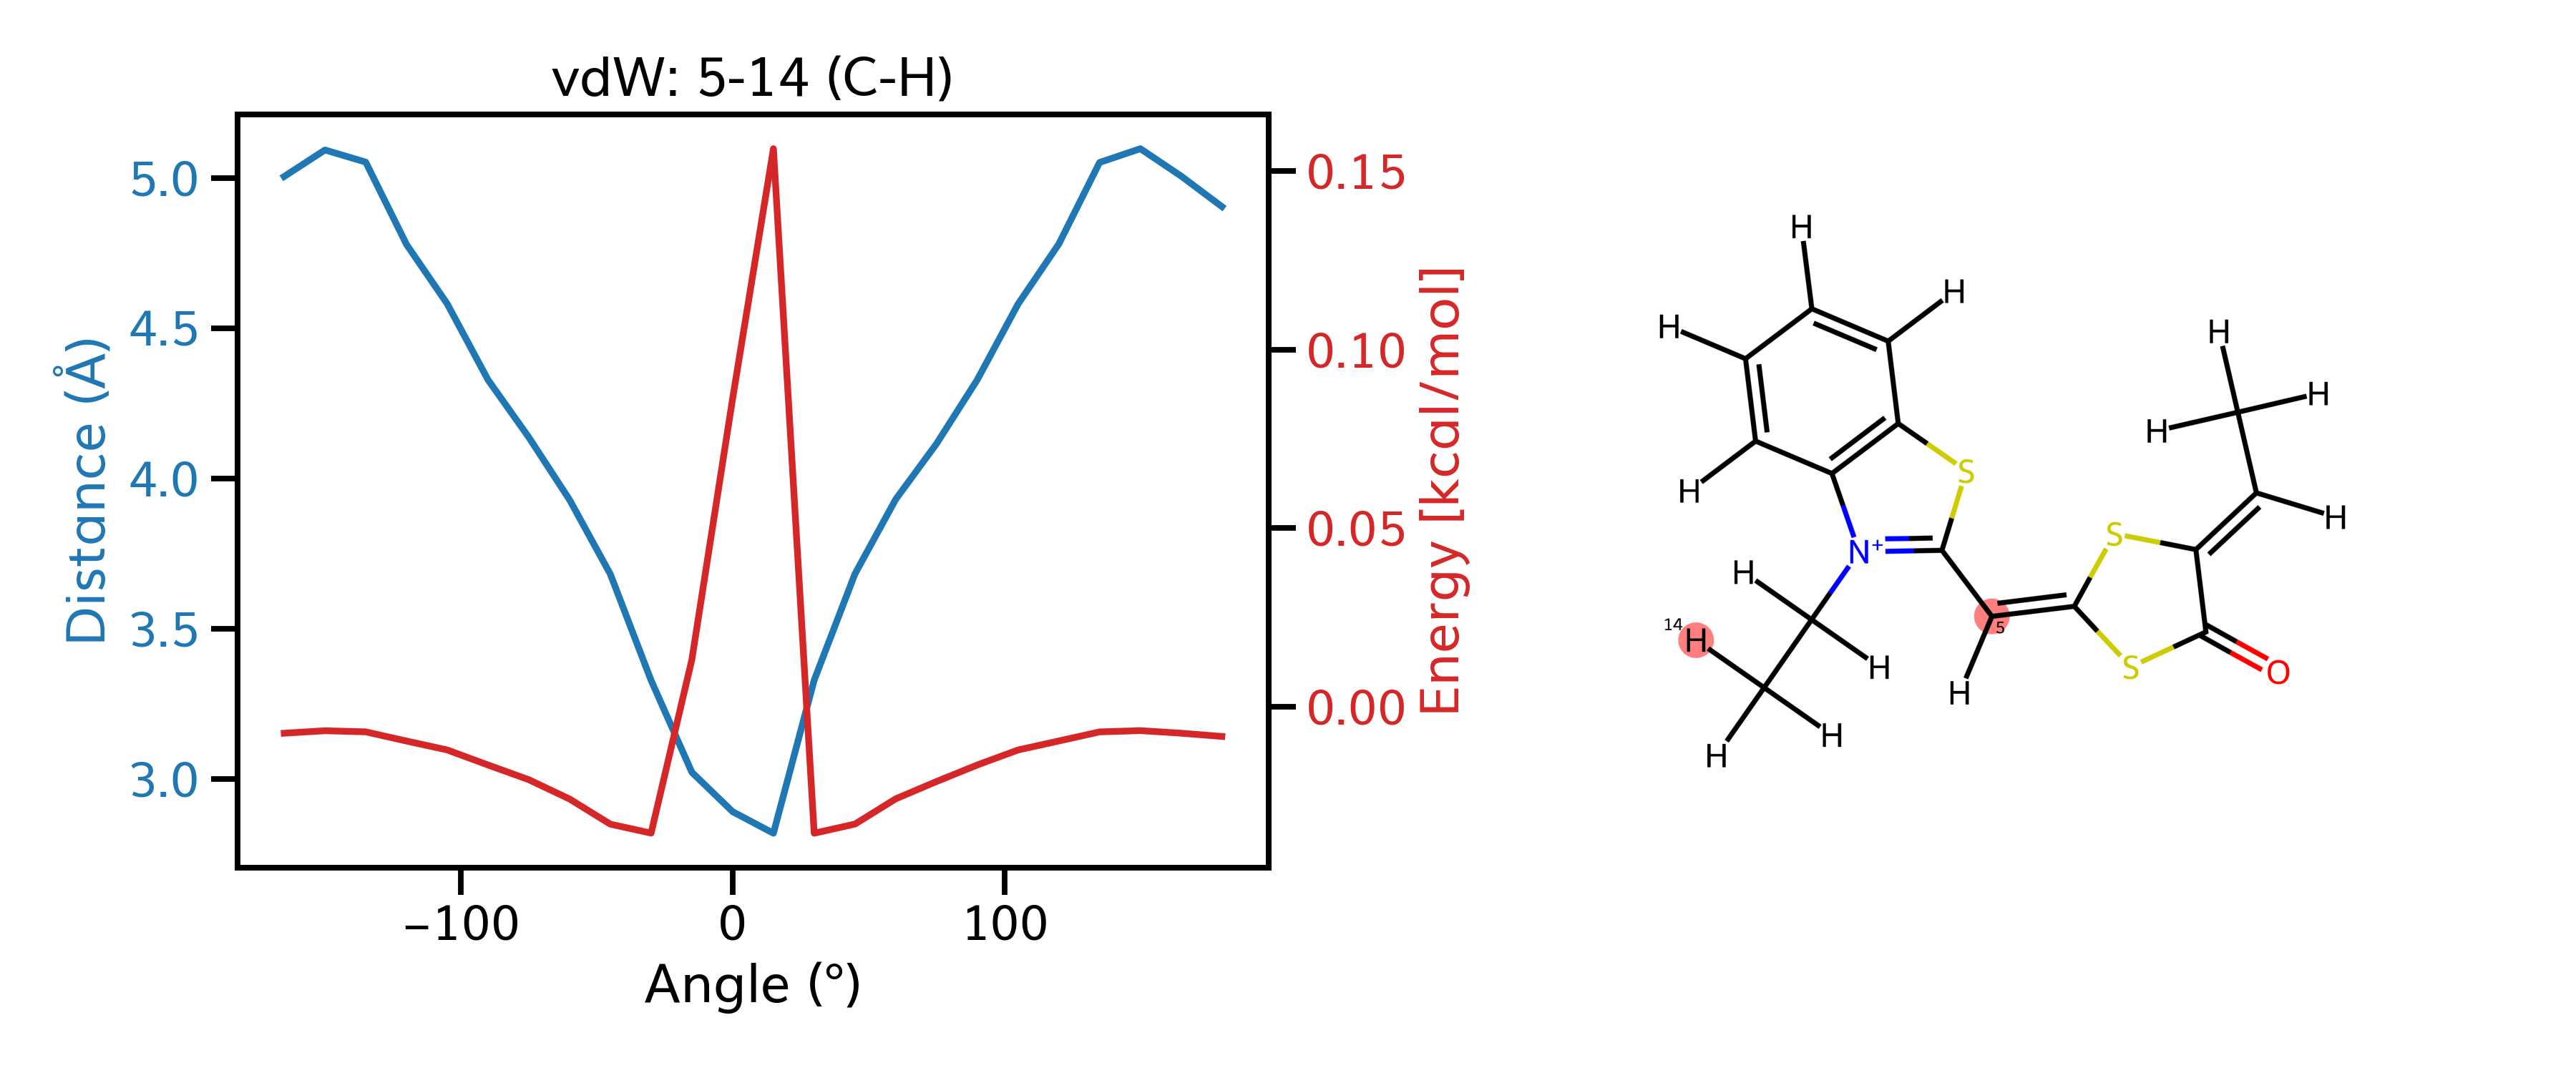 vdW: 5-14 (C-H)
Distance (Å)
5.0
4.5
4.0
3.5
3.0
0.15
0.10
0.05
0.00
Energy [kcal/mol]
−100 0 100
Angle (°)
H
H
H
H
H
H
H
H
S
S
H
N⁺
H
14H
5
H
S
O
H
H
H
H